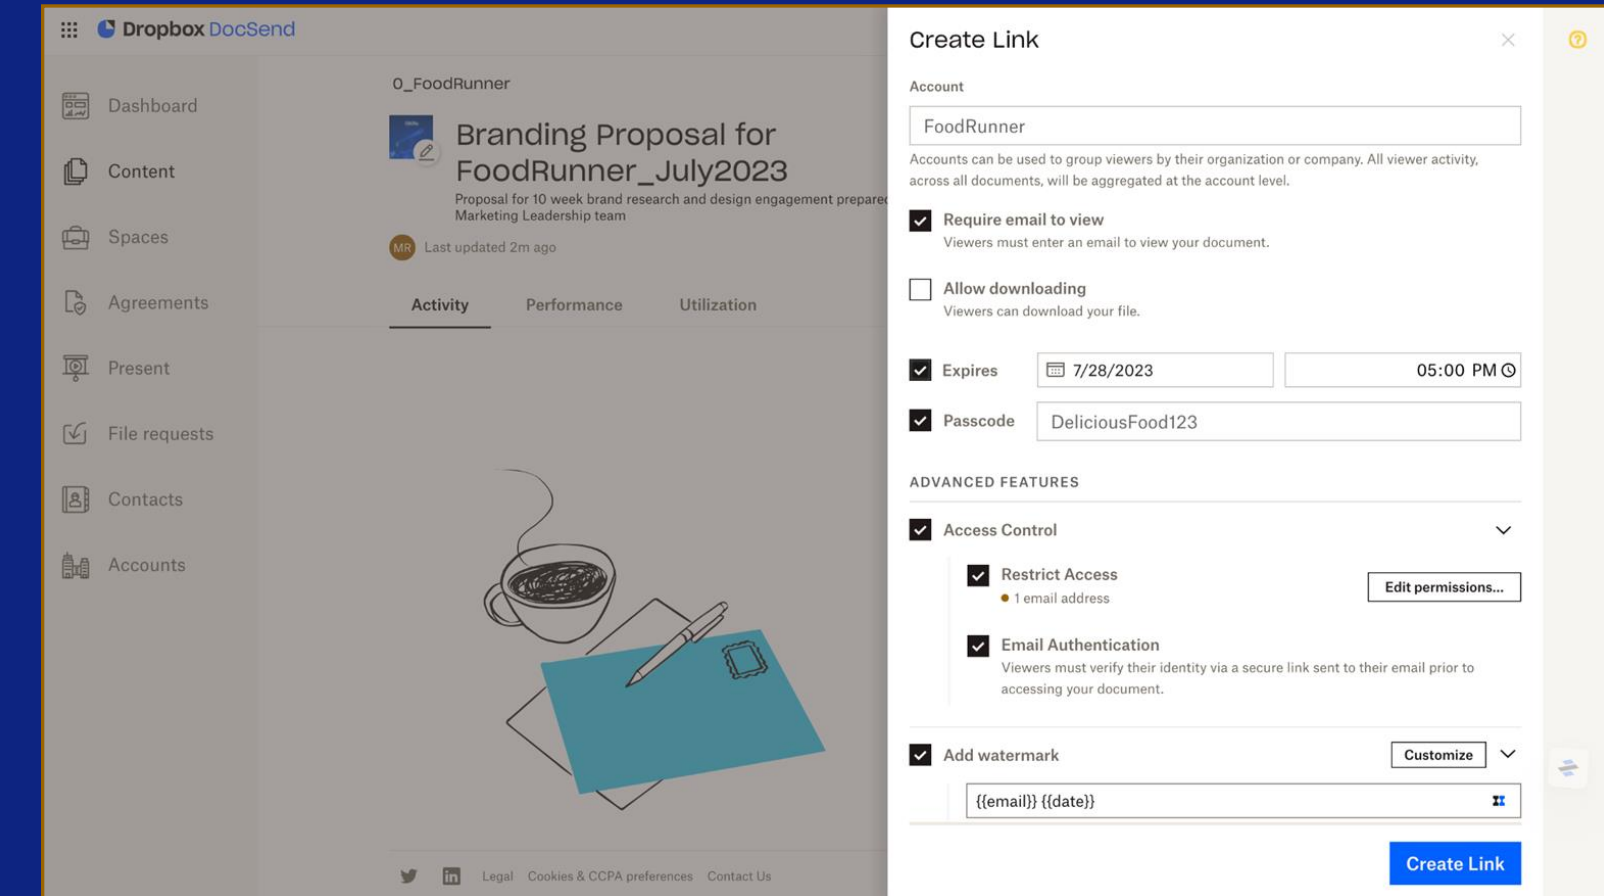 Dropbox DocSend
Dashboard
Content
Spaces
Agreements
Present
File requests
Contacts
Accounts
0_FoodRunner
Branding Proposal for
FoodRunner_July2023
Proposal for 10 week brand research and design engagement prepared
Marketing Leadership team
MR Last updated 2m ago
Activity Performance Utilization
Legal Cookies & CCPA preferences Contact Us
Create Link
Account
FoodRunner
Accounts can be used to group viewers by their organization or company. All viewer activity,
across all documents, will be aggregated at the account level.
Require email to view
Viewers must enter an email to view your document.
Allow downloading
Viewers can download your file.
Expires 7/28/2023 05:00 PM
Passcode DeliciousFood123
ADVANCED FEATURES
Access Control
Restrict Access
1 email address
Edit permissions...
Email Authentication
Viewers must verify their identity via a secure link sent to their email prior to
accessing your document.
Add watermark Customize
{{email}} {{date}}
Create Link